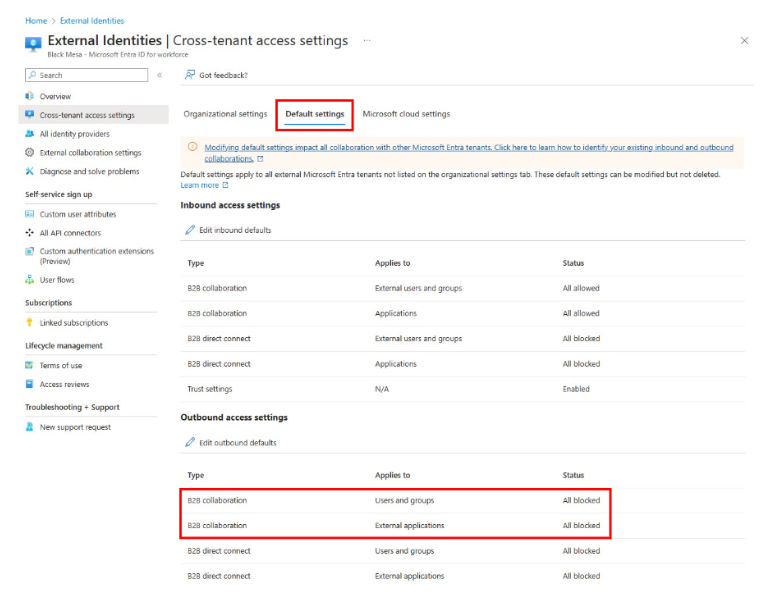 Home > External Identities
External Identities | Cross-tenant access settings ...
Black Mesa - Microsoft Entra ID for workforce
Search
«
Got feedback?
Overview
Cross-tenant access settings
All identity providers
External collaboration settings
Diagnose and solve problems
Self-service sign up
Custom user attributes
All API connectors
Custom authentication extensions
(Preview)
User flows
Subscriptions
Linked subscriptions
Lifecycle management
Terms of use
Access reviews
Troubleshooting + Support
New support request
Organizational settings Default settings Microsoft cloud settings
Modifying default settings impact all collaboration with other Microsoft Entra tenants. Click here to learn how to identify your existing inbound and outbound
collaborations.
Default settings apply to all external Microsoft Entra tenants not listed on the organizational settings tab. These default settings can be modified but not deleted.
Learn more
Inbound access settings
Edit inbound defaults
Type Applies to Status
B2B collaboration External users and groups All allowed
B2B collaboration Applications All allowed
B2B direct connect External users and groups All blocked
B2B direct connect Applications All blocked
Trust settings N/A Enabled
Outbound access settings
Edit outbound defaults
Type Applies to Status
B2B collaboration Users and groups All blocked
B2B collaboration External applications All blocked
B2B direct connect Users and groups All blocked
B2B direct connect External applications All blocked